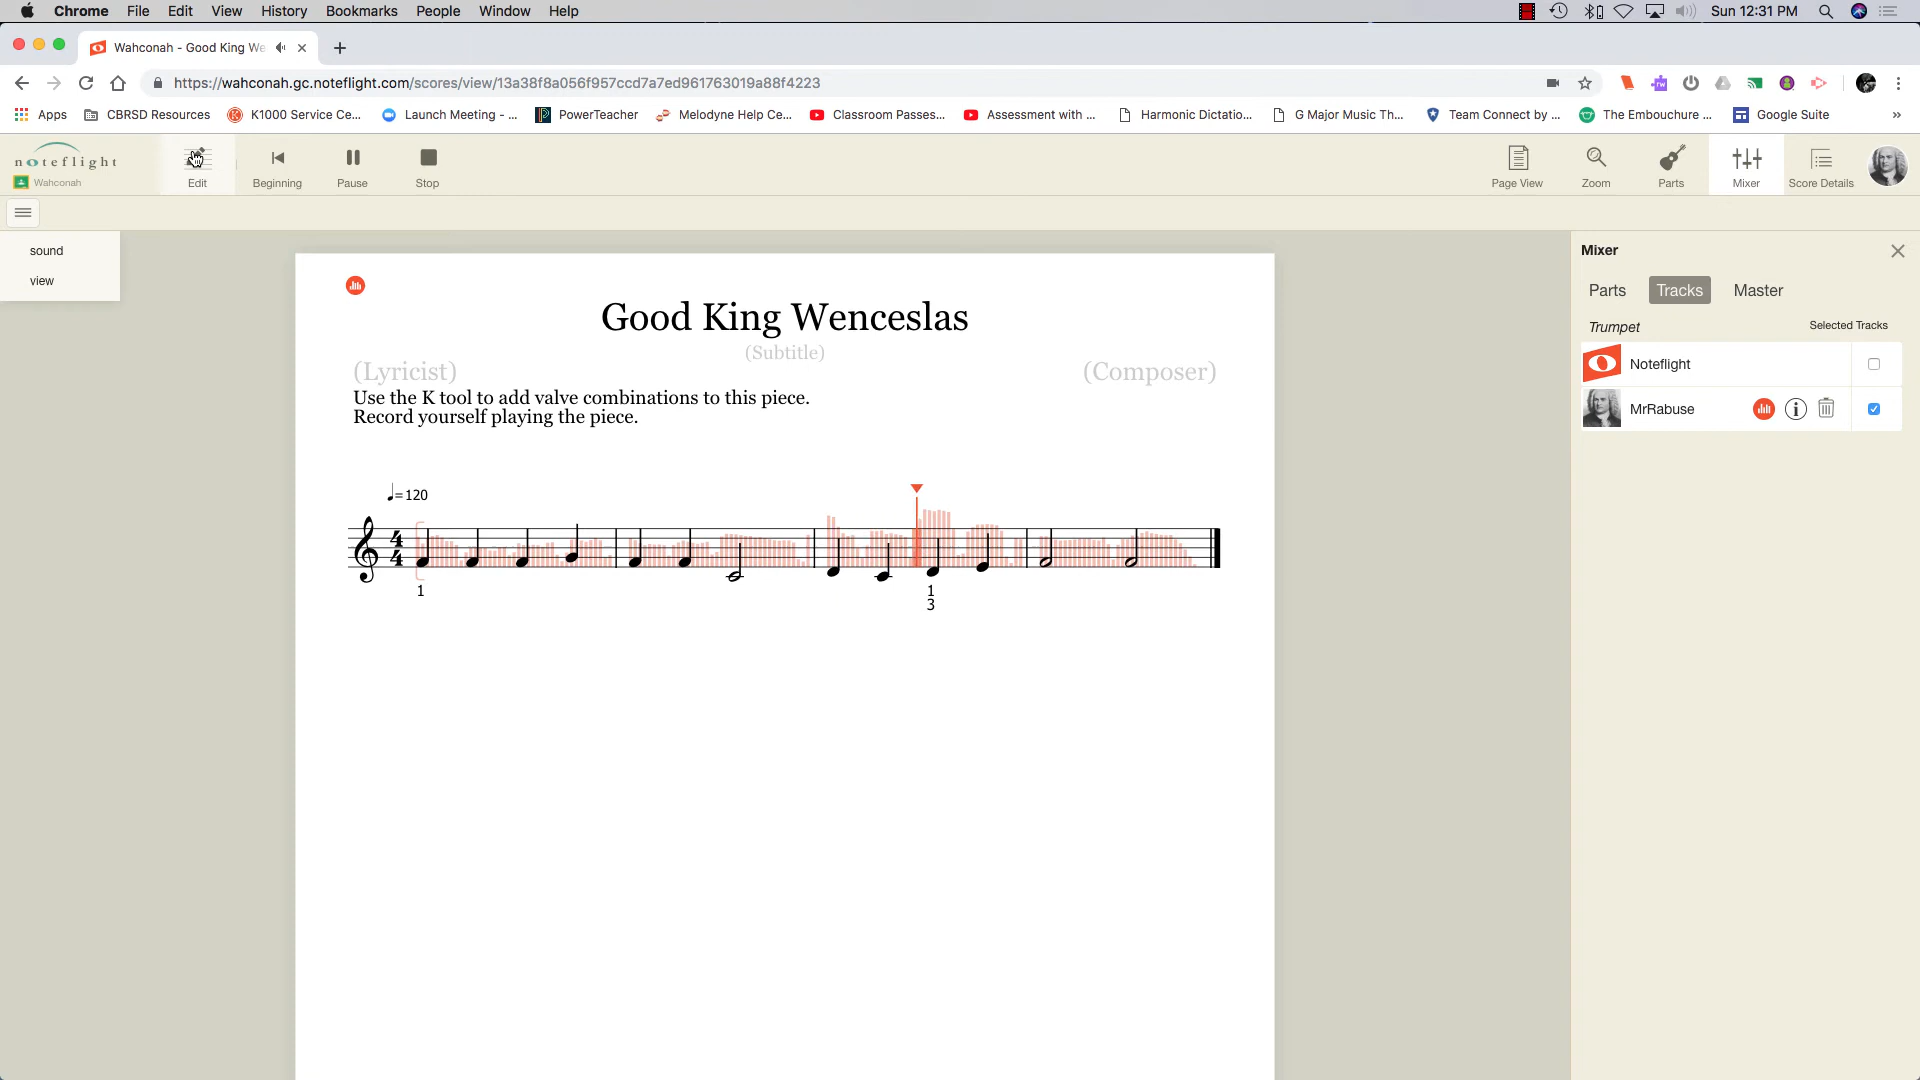 Chrome File Edit View History Bookmarks People Window Help Sun 12:31 PM
Wahconah - Good King We
https://wahconah.gc.noteflight.com/scores/view/13a38f8a056f957ccd7a7ed961763019a88f4223
Apps CBRSD Resources K1000 Service Ce... Launch Meeting - ... PowerTeacher Melodyne Help Ce... Classroom Passes... Assessment with ... Harmonic Dictatio... G Major Music Th... Team Connect by ... The Embouchure ... Google Suite »
noteflight
Wahconah
Edit Beginning Pause Stop Page View Zoom Parts Mixer Score Details
sound
view
Mixer
Parts Tracks Master
Trumpet Selected Tracks
Noteflight
MrRabuse
Good King Wenceslas
(Subtitle)
(Lyricist) (Composer)
Use the K tool to add valve combinations to this piece.
Record yourself playing the piece.
=120
4
4
1 1
3